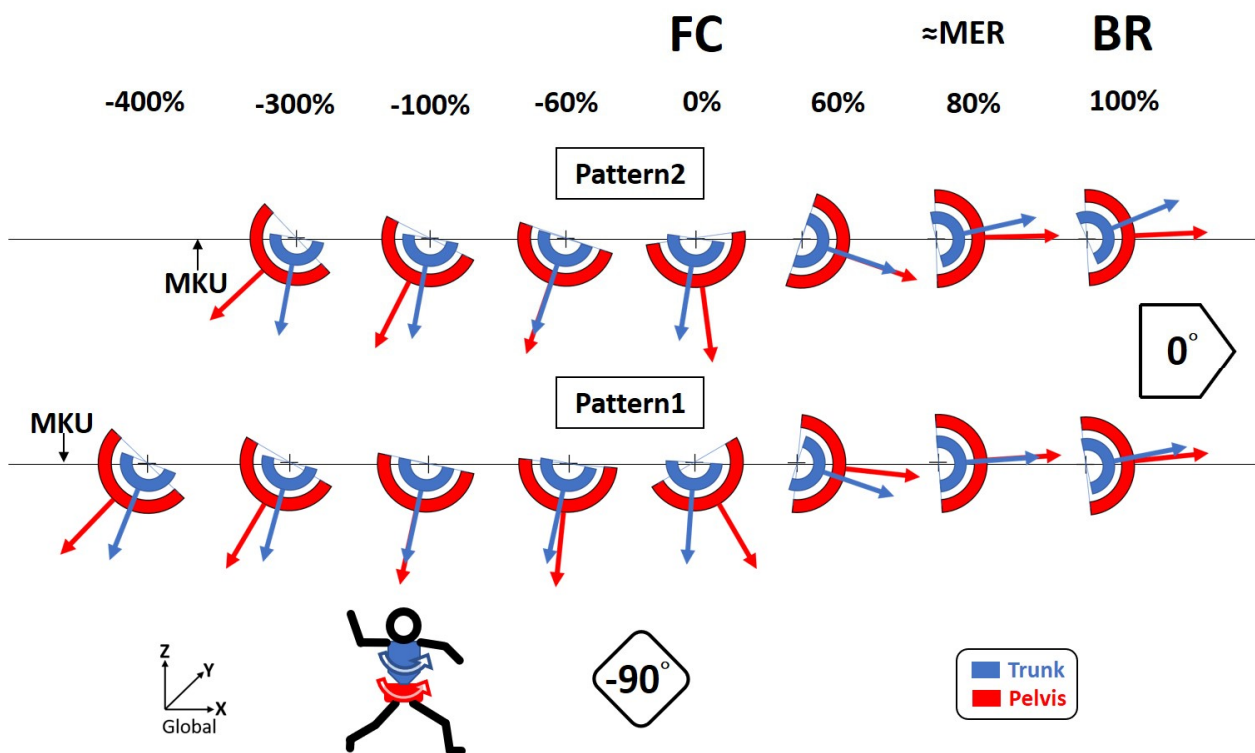 FC ≈MER BR
-400% -300% -100% -60% 0% 60% 80% 100%
Pattern2
MKU
0°
Pattern1
MKU
-90°
Z
Y
X
Global
Trunk
Pelvis